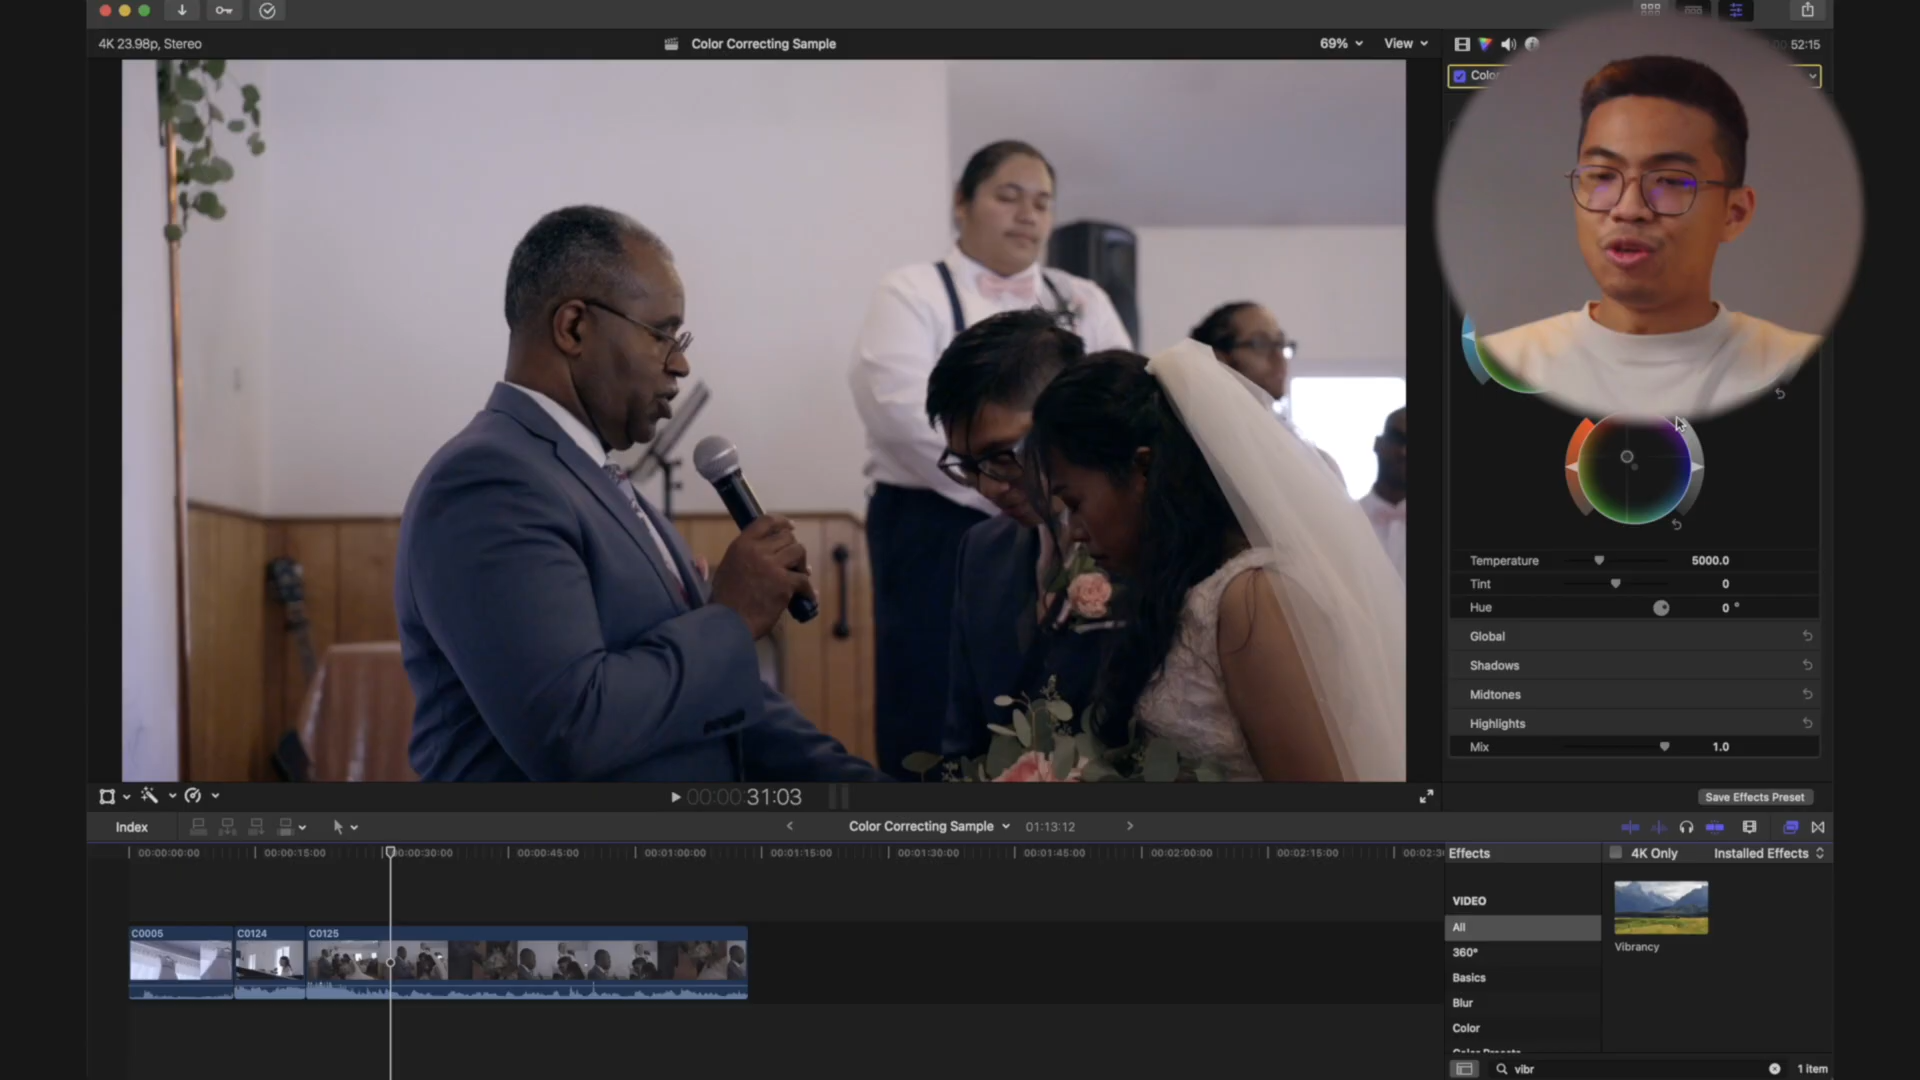 4K 23.98p, Stereo
Color Correcting Sample
69%
View
52:15
Temperature 5000.0
Tint 0
Hue 0 °
Global
Shadows
Midtones
Highlights
Mix 1.0
00:00:00:31:03
Save Effects Preset
Index
Color Correcting Sample
01:13:12
00:00:00:00
00:00:15:00
00:00:30:00
00:00:45:00
00:01:00:00
00:01:15:00
00:01:30:00
00:01:45:00
00:02:00:00
00:02:15:00
Effects
4K Only
Installed Effects
VIDEO
All
360°
Basics
Blur
Color
Color Presets
Vibrancy
C0005
C0124
C0125
vibr
1 item